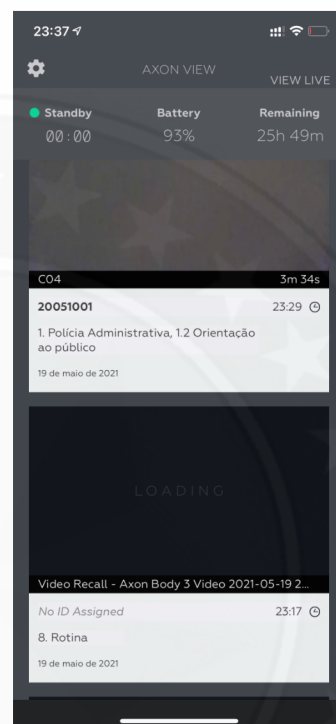 23:37
AXON VIEW
VIEW LIVE
Standby Battery Remaining
00:00 93% 25h 49m
C04 3m 34s
20051001 23:29
1. Polícia Administrativa, 1.2 Orientação
ao público
19 de maio de 2021
LOADING
Video Recall - Axon Body 3 Video 2021-05-19 2...
No ID Assigned 23:17
8. Rotina
19 de maio de 2021